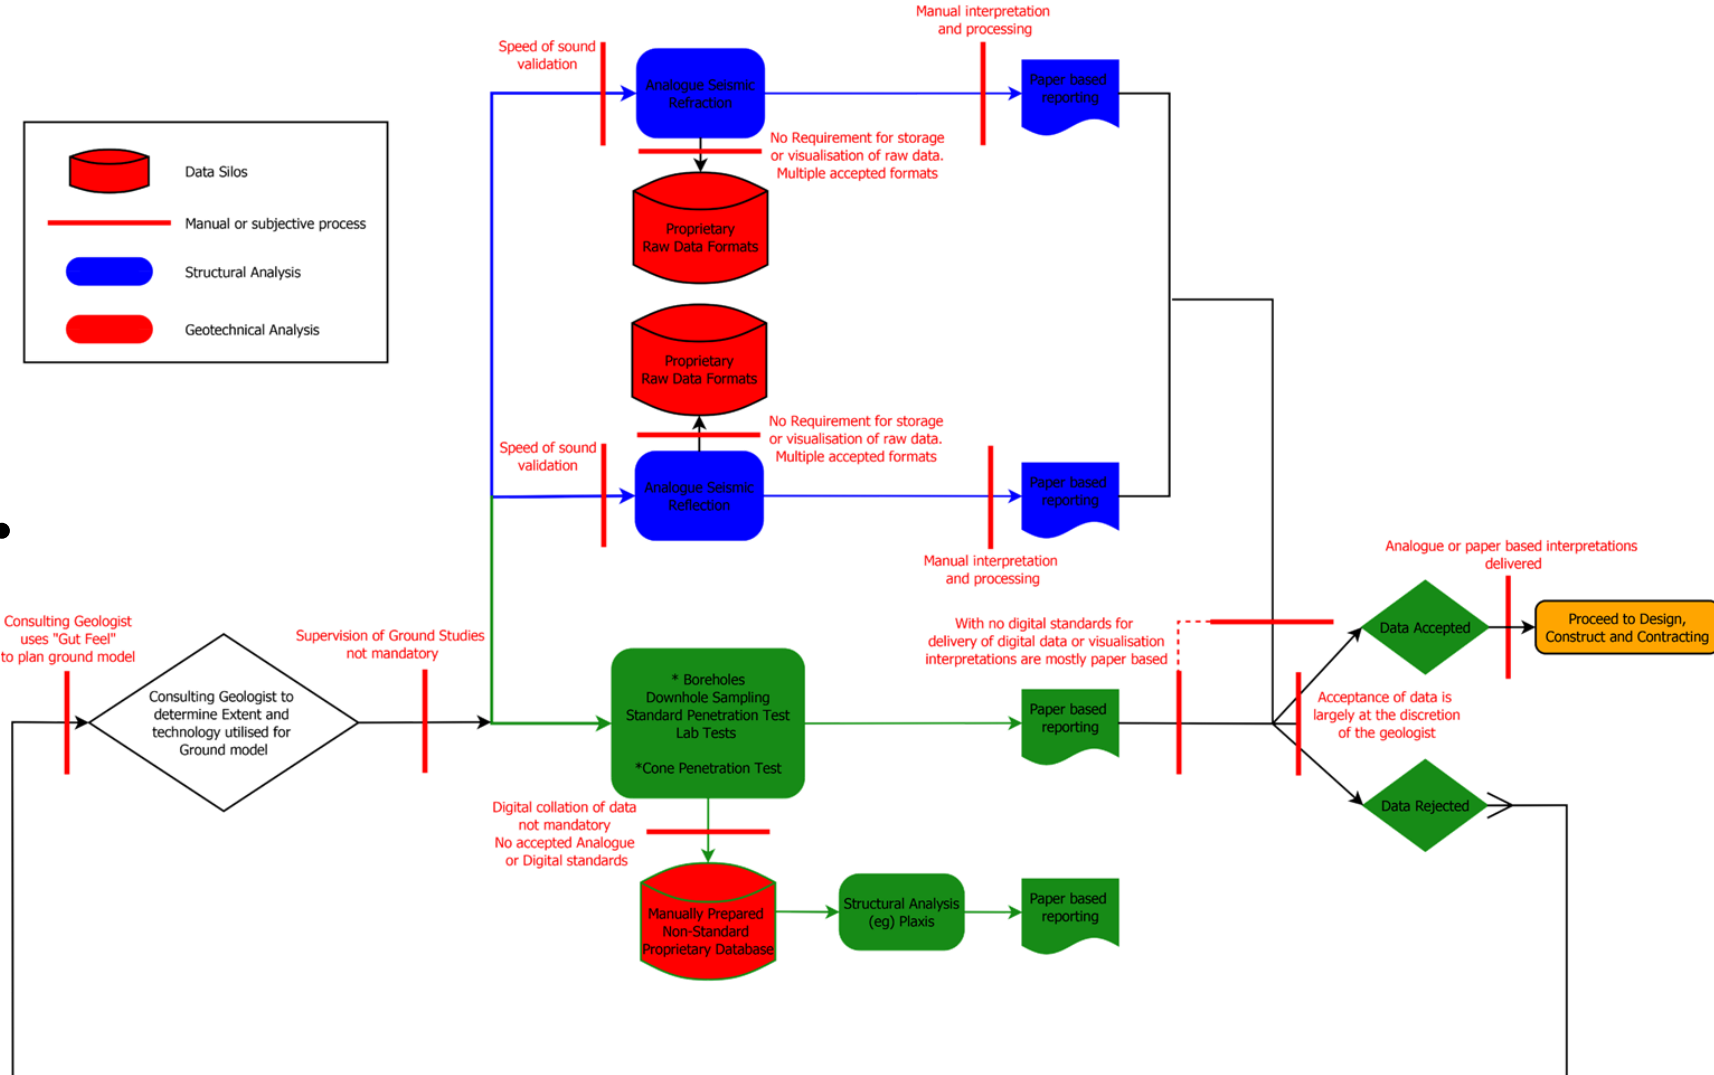 Manual interpretation
and processing
Speed of sound
validation
Analogue Seismic
Refraction
Paper based
reporting
No Requirement for storage
or visualisation of raw data.
Multiple accepted formats
Data Silos
Manual or subjective process
Structural Analysis
Geotechnical Analysis
Proprietary
Raw Data Formats
Proprietary
Raw Data Formats
No Requirement for storage
or visualisation of raw data.
Multiple accepted formats
Speed of sound
validation
Analogue Seismic
Reflection
Paper based
reporting
Manual interpretation
and processing
Analogue or paper based interpretations
delivered
Consulting Geologist
uses "Gut Feel"
to plan ground model
Supervision of Ground Studies
not mandatory
With no digital standards for
delivery of digital data or visualisation
interpretations are mostly paper based
Data Accepted
Proceed to Design,
Construct and Contracting
Consulting Geologist to
determine Extent and
technology utilised for
Ground model
* Boreholes
Downhole Sampling
Standard Penetration Test
Lab Tests
*Cone Penetration Test
Paper based
reporting
Acceptance of data is
largely at the discretion
of the geologist
Data Rejected
Digital collation of data
not mandatory
No accepted Analogue
or Digital standards
Manually Prepared
Non-Standard
Proprietary Database
Structural Analysis
(eg) Plaxis
Paper based
reporting